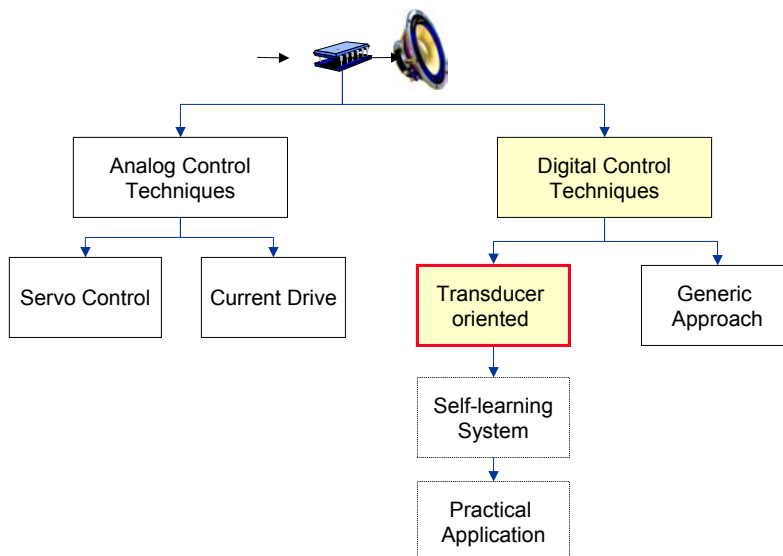 Analog Control
Techniques
Digital Control
Techniques
Servo Control
Current Drive
Transducer
oriented
Generic
Approach
Self-learning
System
Practical
Application